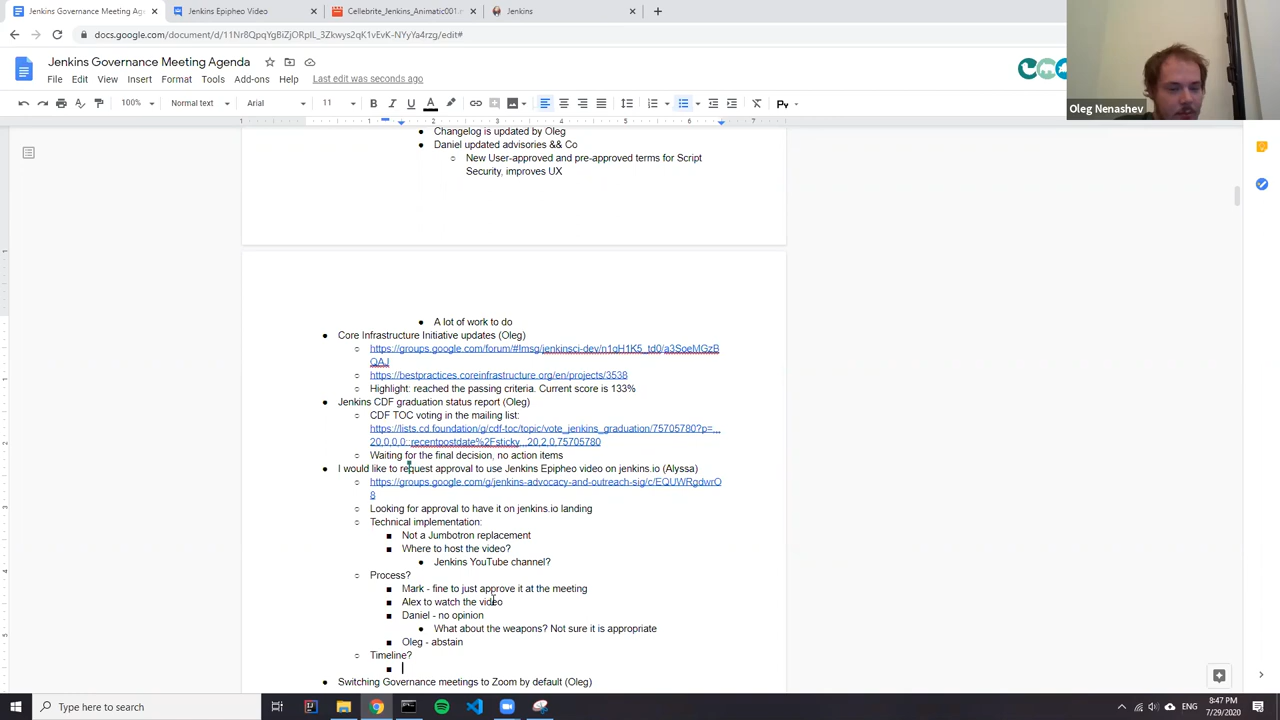 Jenkins Governance Meeting Age
Jenkins Epipheo Video
Cellebrite_Jenkins_Animatic001.m
Jenkins
docs.google.com/document/d/11Nr8QpqYgBiZjORpIL_3Zkwys2qK1vEvK-NYyYa4rzg/edit#
Jenkins Governance Meeting Agenda
File Edit View Insert Format Tools Add-ons Help Last edit was seconds ago
100% Normal text Arial 11
Oleg Nenashev
Changelog is updated by Oleg
Daniel updated advisories && Co
New User-approved and pre-approved terms for Script
Security, improves UX
A lot of work to do
Core Infrastructure Initiative updates (Oleg)
https://groups.google.com/forum/#!msg/jenkinsci-dev/n1qH1K5_td0/a3SoeMGzB
QAJ
https://bestpractices.coreinfrastructure.org/en/projects/3538
Highlight: reached the passing criteria. Current score is 133%
Jenkins CDF graduation status report (Oleg)
CDF TOC voting in the mailing list:
https://lists.cd.foundation/g/cdf-toc/topic/vote_jenkins_graduation/75705780?p=,,,
20,0,0,0::recentpostdate%2Fsticky,,,20,2,0,75705780
Waiting for the final decision, no action items
I would like to request approval to use Jenkins Epipheo video on jenkins.io (Alyssa)
https://groups.google.com/g/jenkins-advocacy-and-outreach-sig/c/EQUWRgdwrO
8
Looking for approval to have it on jenkins.io landing
Technical implementation:
Not a Jumbotron replacement
Where to host the video?
Jenkins YouTube channel?
Process?
Mark - fine to just approve it at the meeting
Alex to watch the video
Daniel - no opinion
What about the weapons? Not sure it is appropriate
Oleg - abstain
Timeline?
Switching Governance meetings to Zoom by default (Oleg)
Type here to search
ENG
8:47 PM
7/29/2020